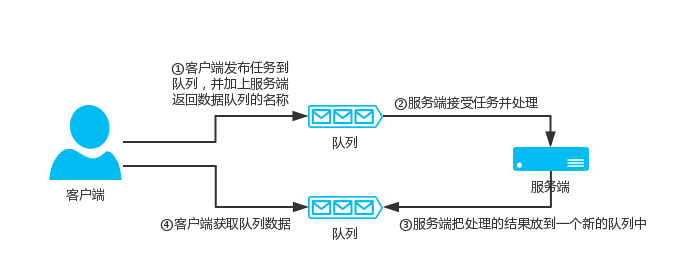 ①客户端发布任务到
队列，并加上服务端
返回数据队列的名称
②服务端接受任务并处理
队列
客户端
服务端
④客户端获取队列数据
③服务端把处理的结果放到一个新的队列中
队列